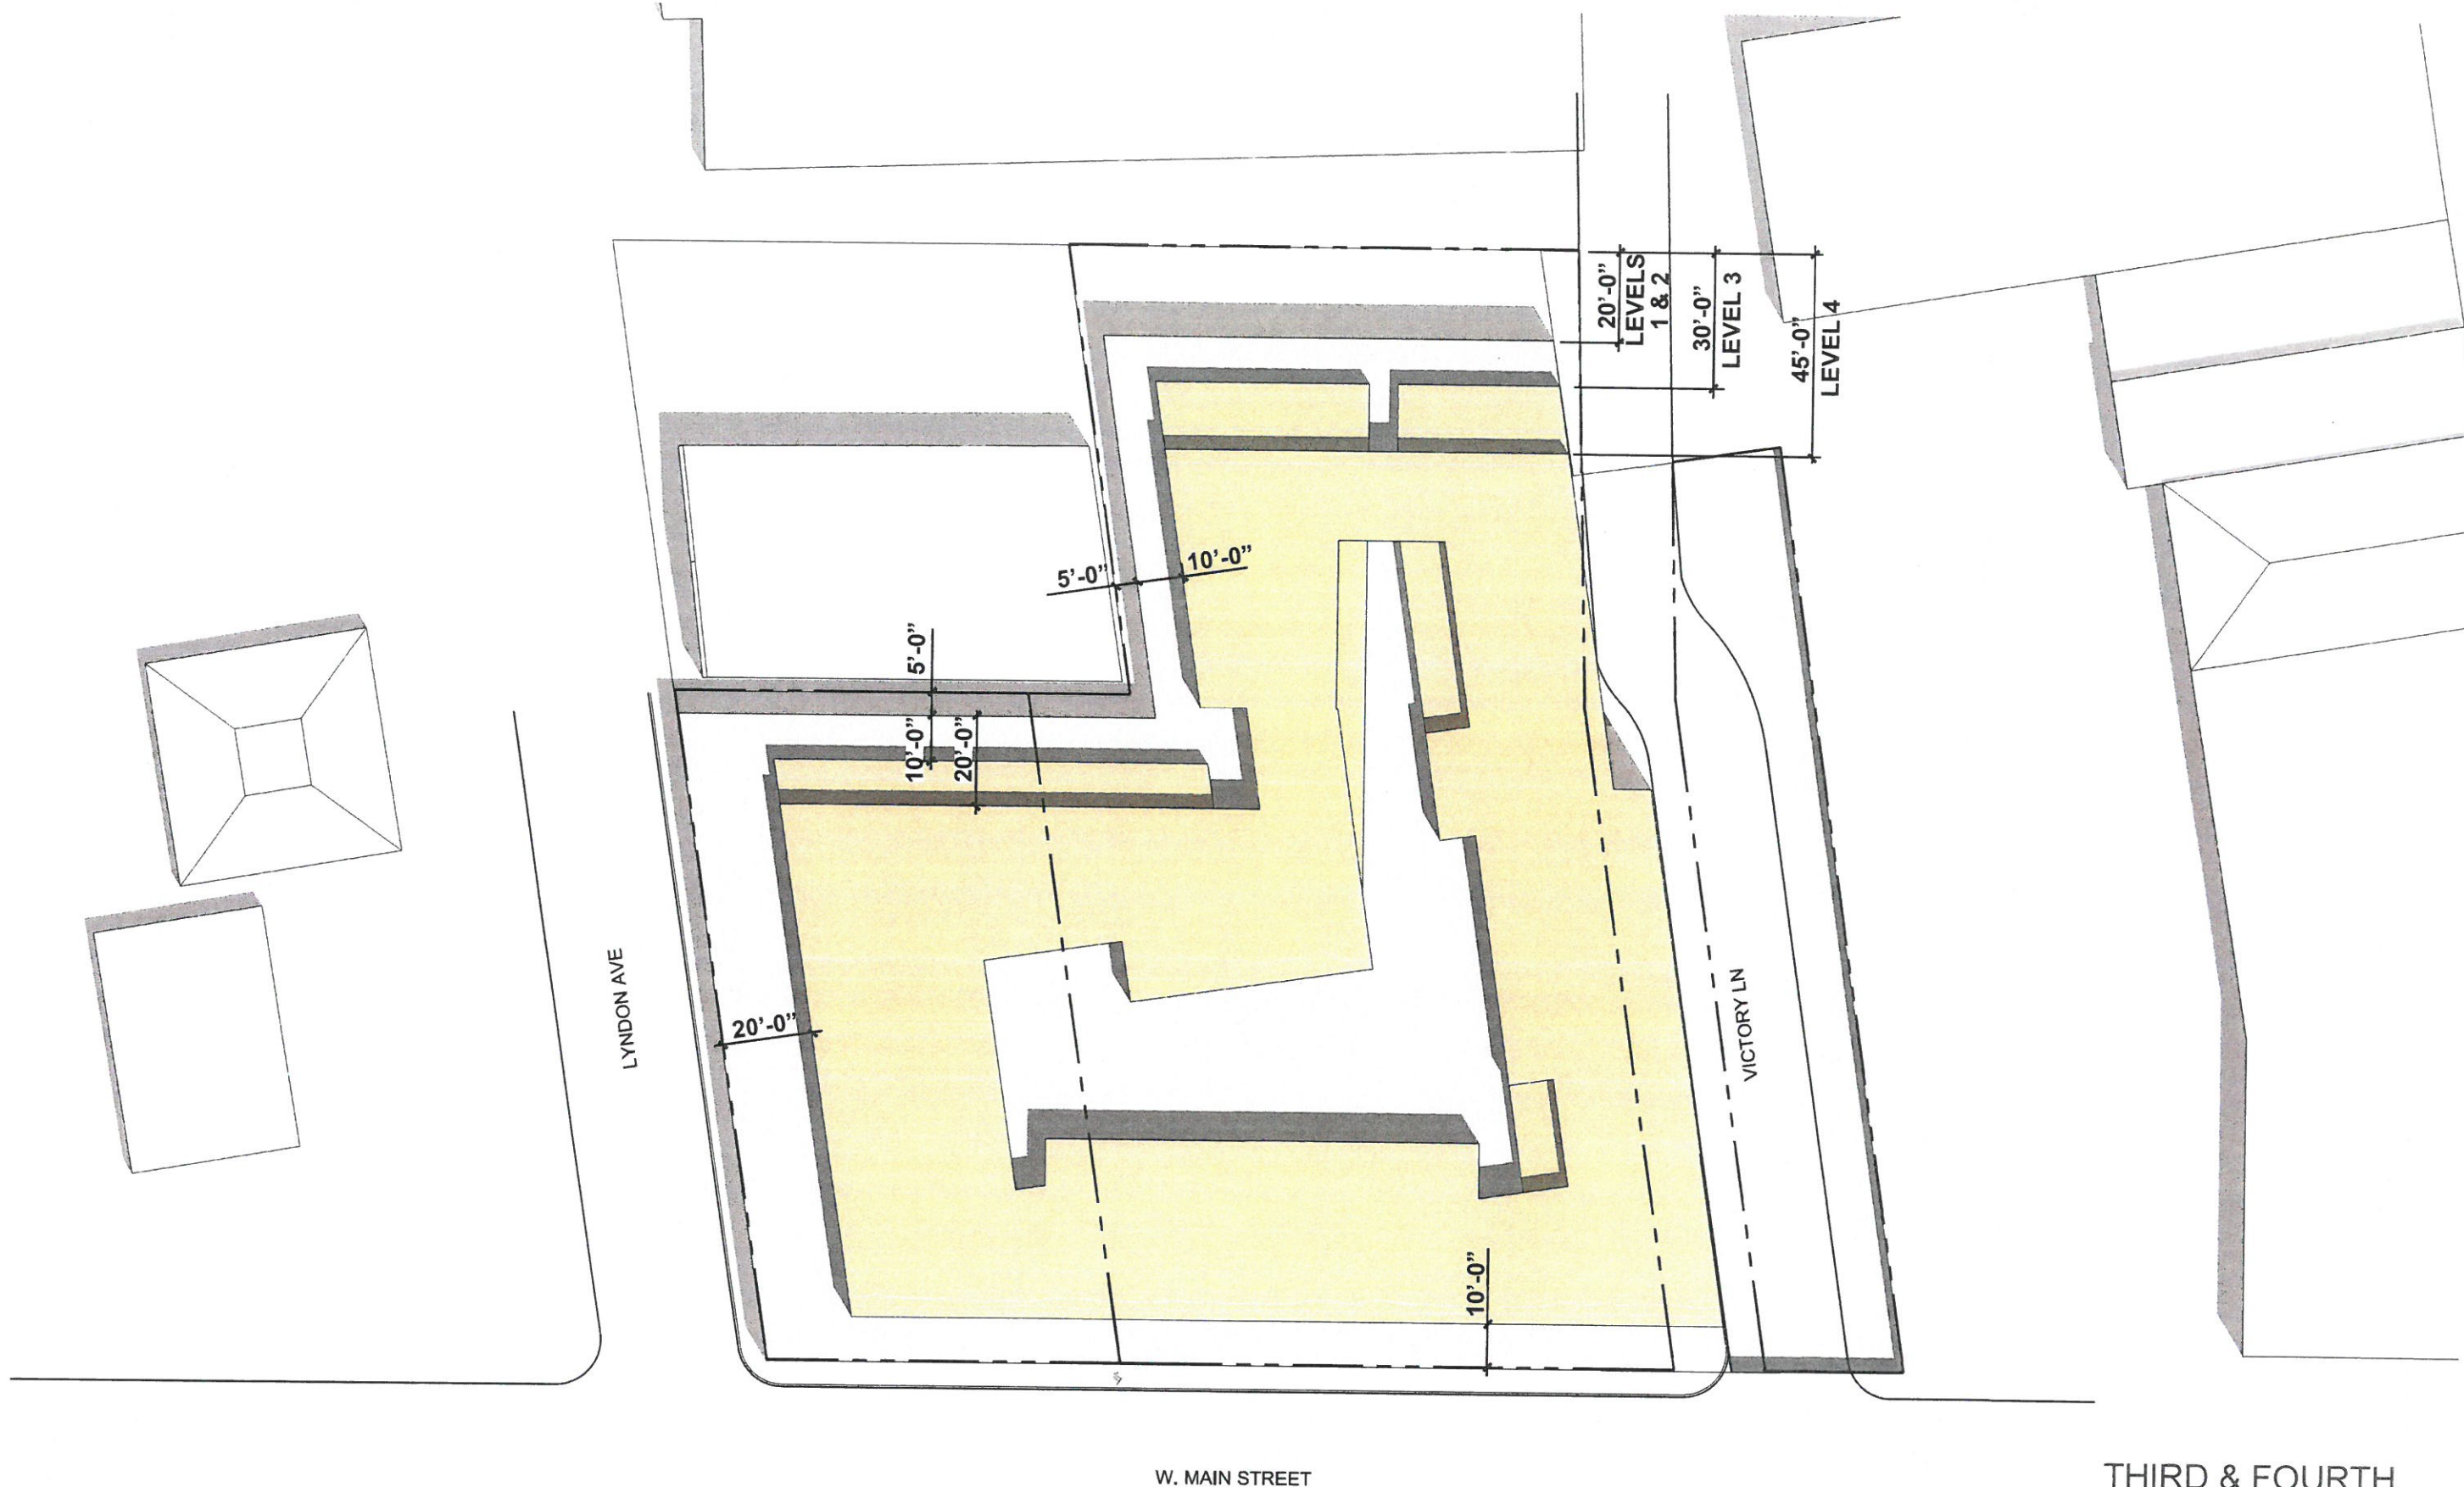 20’-0”
LEVELS
1 & 2
30’-0”
LEVEL 3
45’-0”
LEVEL 4
5’-0”
10’-0”
5’-0”
10’-0”
20’-0”
LYNDON AVE
20’-0”
VICTORY LN
10’-0”
W. MAIN STREET
THIRD & FOURTH